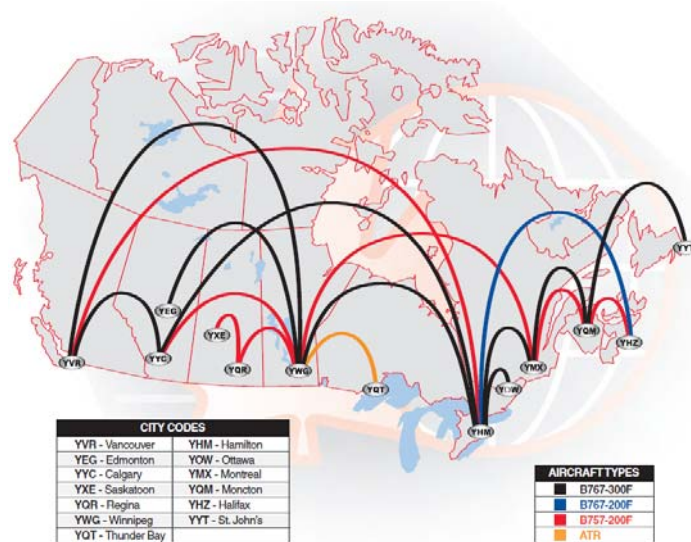 YYT
YEG
YXE
YQM
YVR
YYC
YHZ
YQR
YWG
YMX
YQT
YOW
YHM
CITY CODES
YVR - Vancouver YHM - Hamilton
YEG - Edmonton YOW - Ottawa
YYC - Calgary YMX - Montreal
YXE - Saskatoon YQM - Moncton
YQR - Regina YHZ - Halifax
YWG - Winnipeg YYT - St. John's
YQT - Thunder Bay
AIRCRAFT TYPES
B767-300F
B767-200F
B757-200F
ATR